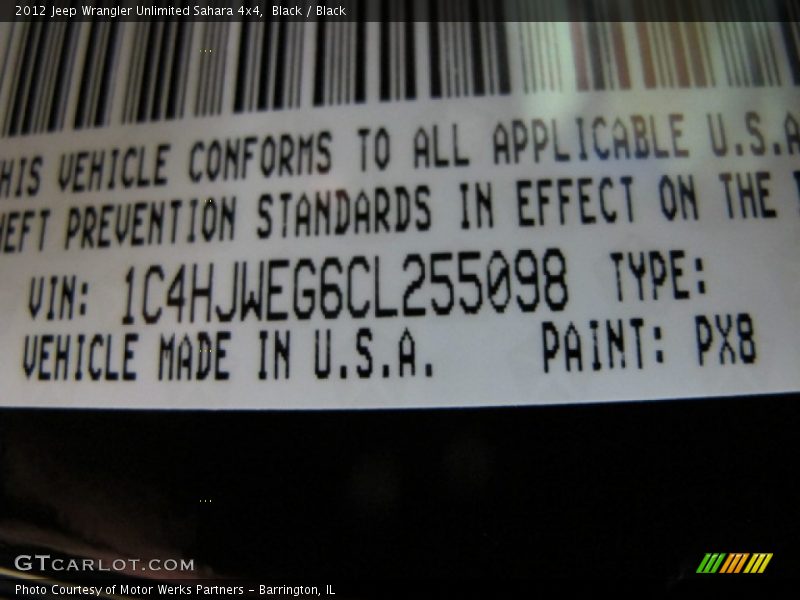 2012 Jeep Wrangler Unlimited Sahara 4x4, Black / Black
HIS VEHICLE CONFORMS TO ALL APPLICABLE U.S.A
HEFT PREVENTION STANDARDS IN EFFECT ON THE
VIN: 1C4HJWEG6CL255098 TYPE:
VEHICLE MADE IN U.S.A. PAINT: PX8
GTCARLOT.COM
Photo Courtesy of Motor Werks Partners - Barrington, IL